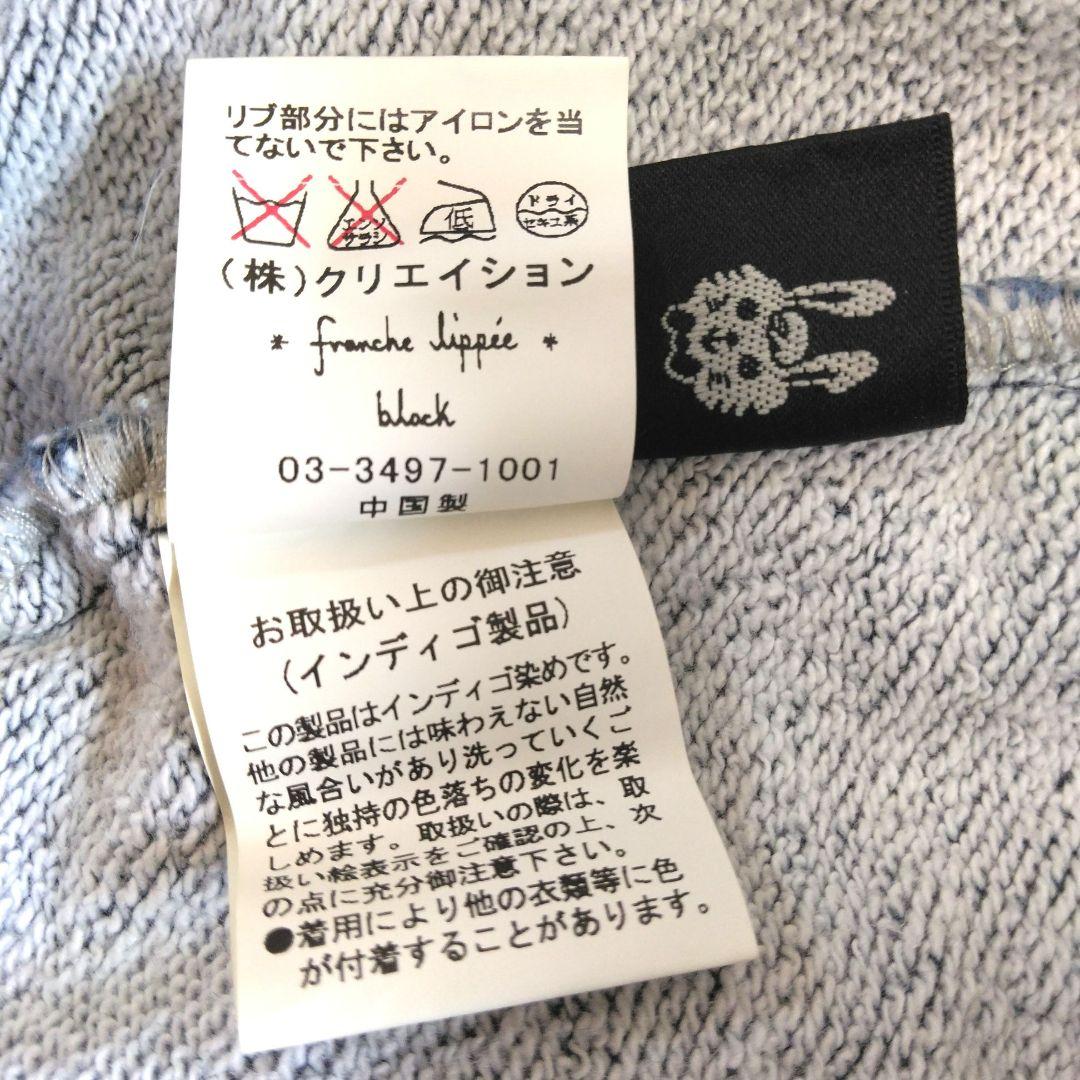 リブ部分にはアイロンを当
てないで下さい。
エンソ
サラシ
低
ドライ
セキユ系
(株)クリエイション
* franche lippée *
black
03-3497-1001
中国製
お取扱い上の御注意
(インディゴ製品)
この製品はインディゴ染めです。
他の製品には味わえない自然
な風合いがあり洗っていくご
とに独持の色落ちの変化を楽
しめます。取扱いの際は、取
扱い絵表示をご確認の上、次
の点に充分御注意下さい。
●着用により他の衣類等に色
が付着することがあります。